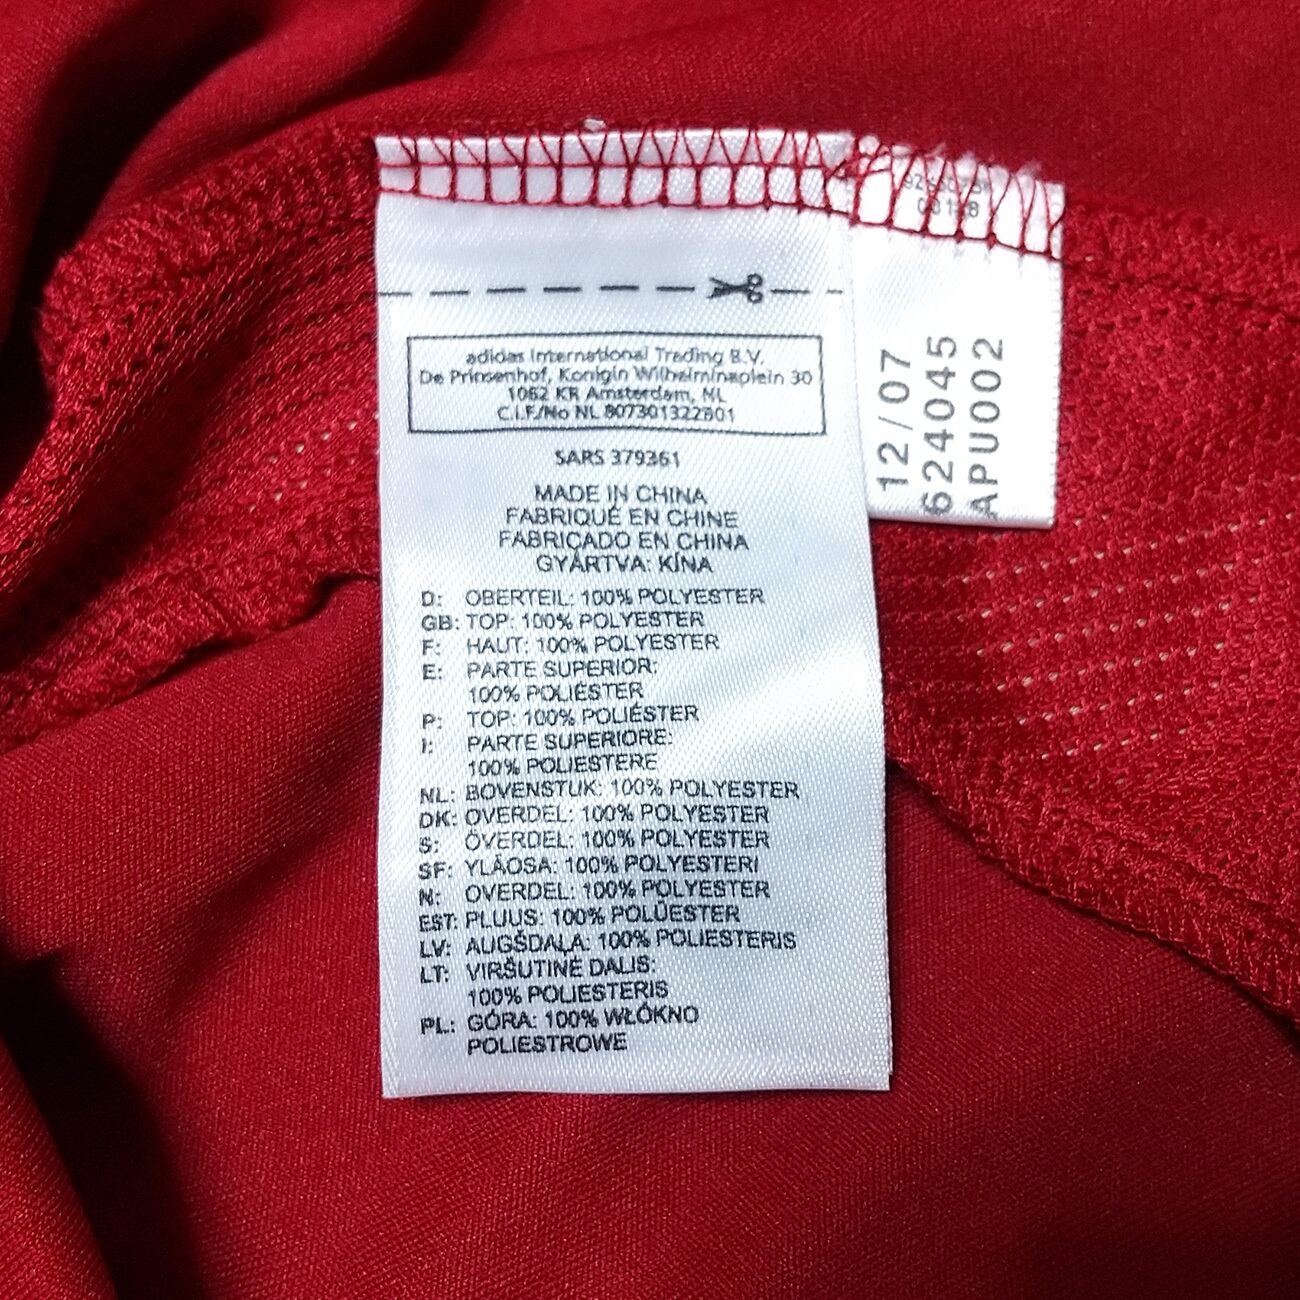 adidas International Trading B.V.
De Prinsenhof, Konigin Wilhelminaplein 30
1062 KR Amsterdam, NL
C.I.F./No NL 807301322B01
SARS 379361
MADE IN CHINA
FABRIQUÉ EN CHINE
FABRICADO EN CHINA
GYÁRTVA: KÍNA
D: OBERTEIL: 100% POLYESTER
GB: TOP: 100% POLYESTER
F: HAUT: 100% POLYESTER
E: PARTE SUPERIOR:
100% POLIÉSTER
P: TOP: 100% POLIÉSTER
I: PARTE SUPERIORE:
100% POLIESTERE
NL: BOVENSTUK: 100% POLYESTER
DK: OVERDEL: 100% POLYESTER
S: ÖVERDEL: 100% POLYESTER
SF: YLÄOSA: 100% POLYESTERI
N: OVERDEL: 100% POLYESTER
EST: PLUUS: 100% POLÜESTER
LV: AUGŠDAĻA: 100% POLIESTERIS
LT: VIRŠUTINĖ DALIS:
100% POLIESTERIS
PL: GÓRA: 100% WŁÓKNO
POLIESTROWE
12/07
624045
APU002